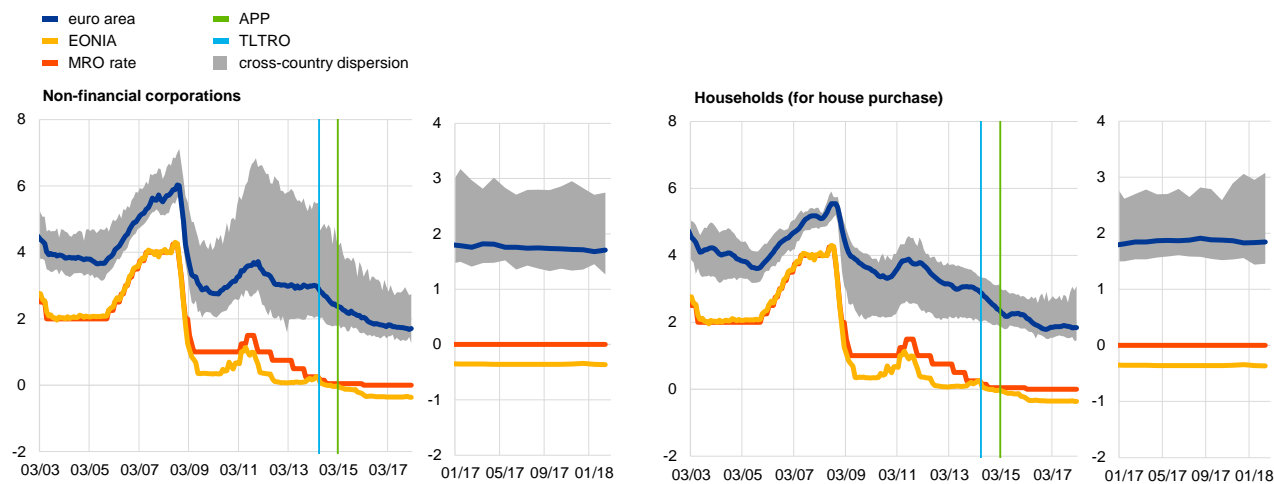 euro area
APP
EONIA
TLTRO
MRO rate
cross-country dispersion
Non-financial corporations
8
6
4
2
0
-2
03/03 03/05 03/07 03/09 03/11 03/13 03/15 03/17
4
3
2
1
0
-1
-2
01/17 05/17 09/17 01/18
Households (for house purchase)
8
6
4
2
0
-2
03/03 03/05 03/07 03/09 03/11 03/13 03/15 03/17
4
3
2
1
0
-1
-2
01/17 05/17 09/17 01/18